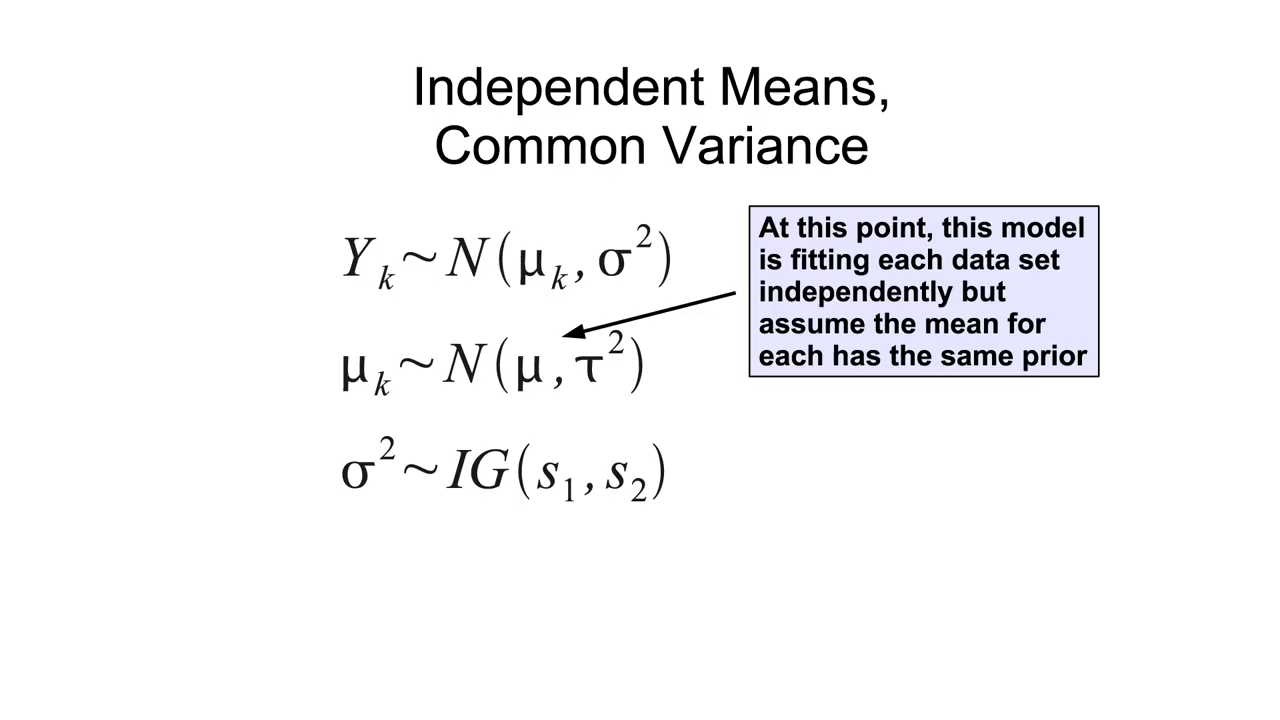 Independent Means,
Common Variance
Y_k ~ N(μ_k, σ^2)
At this point, this model
is fitting each data set
independently but
assume the mean for
each has the same prior
μ_k ~ N(μ, τ^2)
σ^2 ~ IG(s_1, s_2)